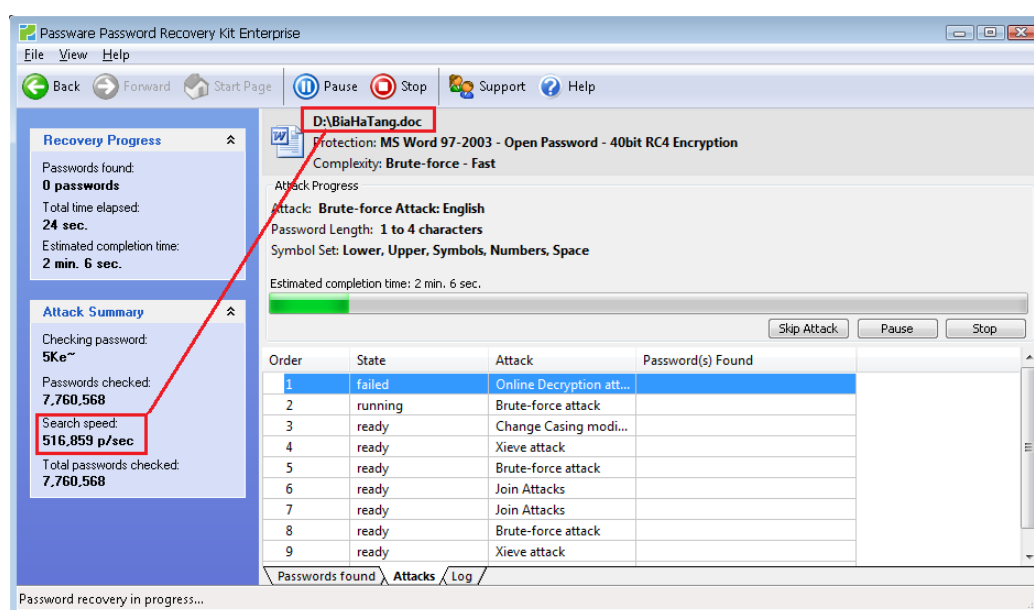 Passware Password Recovery Kit Enterprise
File View Help
Back Forward Start Page Pause Stop Support Help
Recovery Progress
Passwords found:
0 passwords
Total time elapsed:
24 sec.
Estimated completion time:
2 min. 6 sec.
Attack Summary
Checking password:
5Ke~
Passwords checked:
7,760,568
Search speed:
516,859 p/sec
Total passwords checked:
7,760,568
D:\BiaHaTang.doc
Protection: MS Word 97-2003 - Open Password - 40bit RC4 Encryption
Complexity: Brute-force - Fast
Attack Progress
Attack: Brute-force Attack: English
Password Length: 1 to 4 characters
Symbol Set: Lower, Upper, Symbols, Numbers, Space
Estimated completion time: 2 min. 6 sec.
Skip Attack Pause Stop
Order State Attack Password(s) Found
1 failed Online Decryption att...
2 running Brute-force attack
3 ready Change Casing modi...
4 ready Xieve attack
5 ready Brute-force attack
6 ready Join Attacks
7 ready Join Attacks
8 ready Brute-force attack
9 ready Xieve attack
Passwords found Attacks Log
Password recovery in progress...